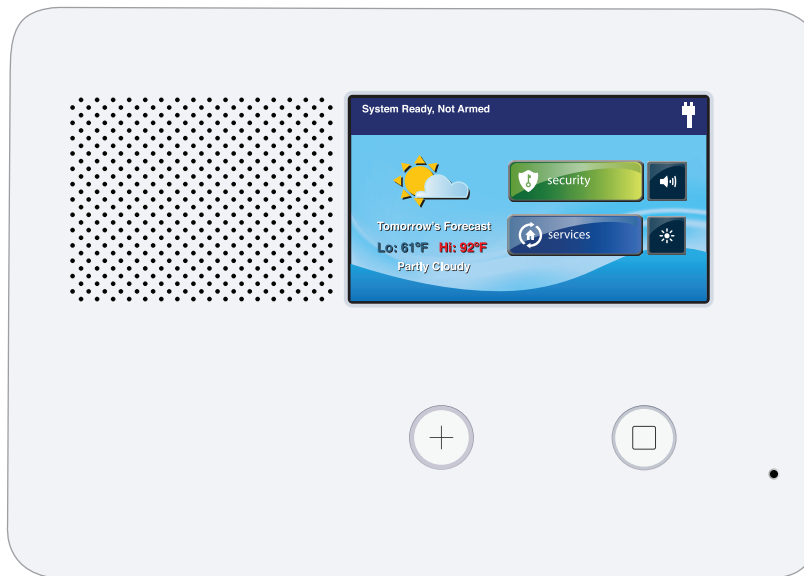 System Ready, Not Armed
security
Tomorrow's Forecast
services
Lo: 61°F Hi: 92°F
Partly Cloudy